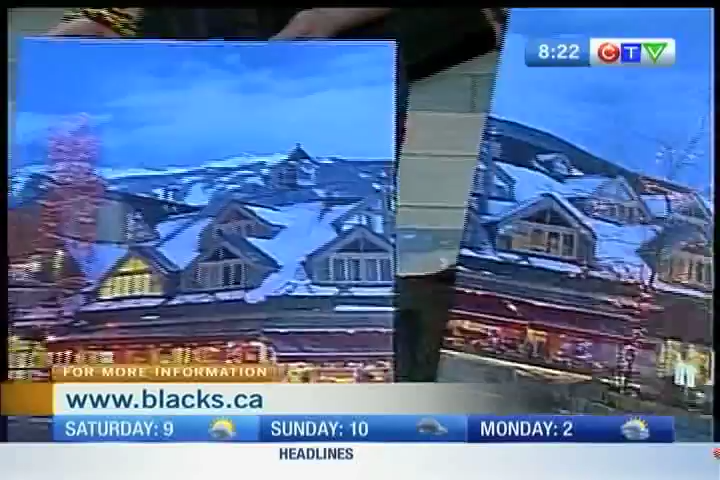 8:22 CTV
FOR MORE INFORMATION
www.blacks.ca
SATURDAY: 9 SUNDAY: 10 MONDAY: 2
HEADLINES